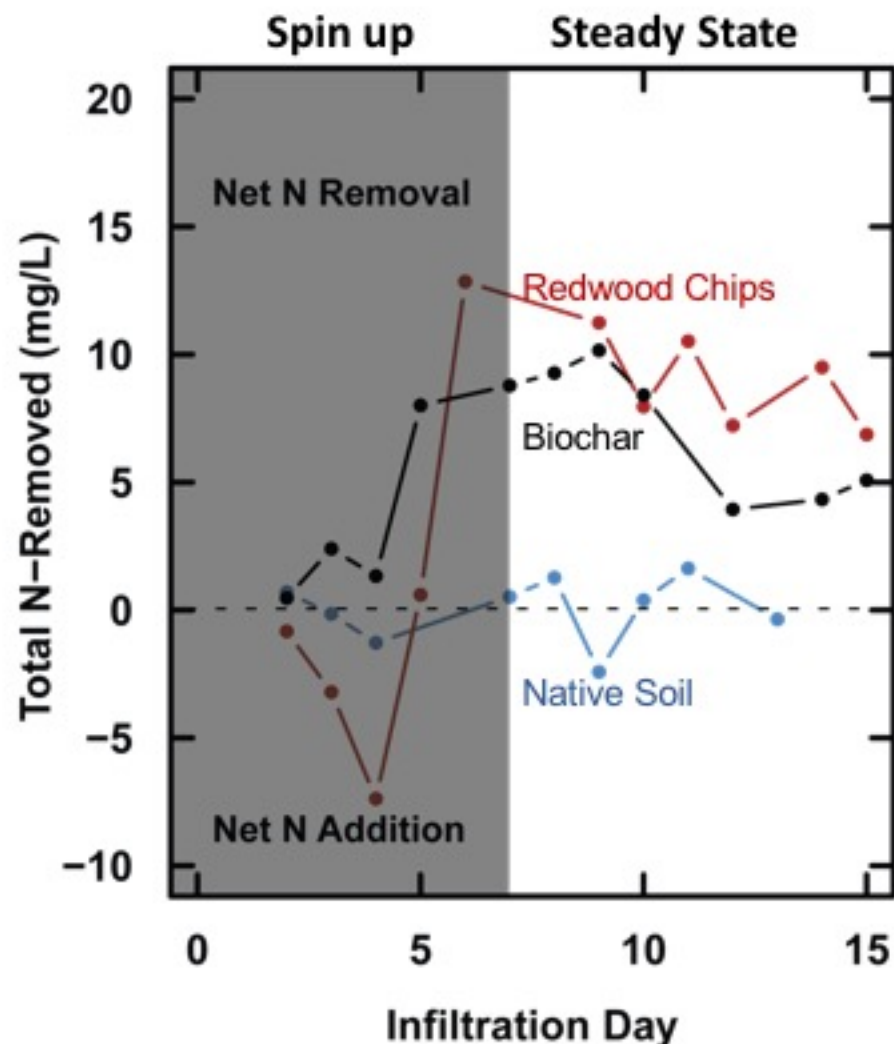 Spin up Steady State
20
Net N Removal
15
Redwood Chips
10
Biochar
5
0
Native Soil
−5
Net N Addition
−10
Total N−Removed (mg/L)
0 5 10 15
Infiltration Day